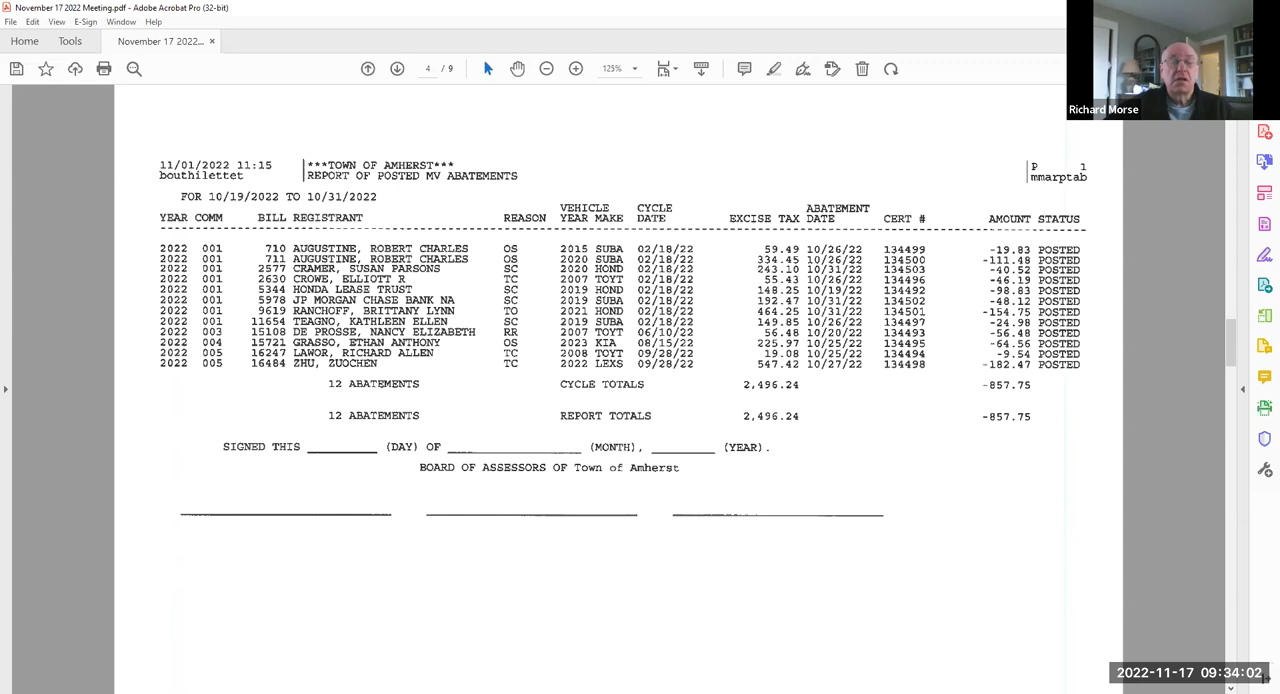 November 17 2022 Meeting.pdf - Adobe Acrobat Pro (32-bit)
File Edit View E-Sign Window Help
Home Tools November 17 2022... ×
4 / 9 125%
Richard Morse
11/01/2022 11:15 ***TOWN OF AMHERST*** P 1
bouthilettet REPORT OF POSTED MV ABATEMENTS mmarptab
FOR 10/19/2022 TO 10/31/2022
VEHICLE CYCLE ABATEMENT
YEAR COMM BILL REGISTRANT REASON YEAR MAKE DATE EXCISE TAX DATE CERT # AMOUNT STATUS
2022 001 710 AUGUSTINE, ROBERT CHARLES OS 2015 SUBA 02/18/22 59.49 10/26/22 134499 -19.83 POSTED
2022 001 711 AUGUSTINE, ROBERT CHARLES OS 2020 SUBA 02/18/22 334.45 10/26/22 134500 -111.48 POSTED
2022 001 2577 CRAMER, SUSAN PARSONS SC 2020 HOND 02/18/22 243.10 10/31/22 134503 -40.52 POSTED
2022 001 2630 CROWE, ELLIOTT R TC 2007 TOYT 02/18/22 55.43 10/26/22 134496 -46.19 POSTED
2022 001 5344 HONDA LEASE TRUST SC 2019 HOND 02/18/22 148.25 10/19/22 134492 -98.83 POSTED
2022 001 5978 JP MORGAN CHASE BANK NA SC 2019 SUBA 02/18/22 192.47 10/31/22 134502 -48.12 POSTED
2022 001 9619 RANCHOFF, BRITTANY LYNN TO 2021 HOND 02/18/22 464.25 10/31/22 134501 -154.75 POSTED
2022 001 11654 TEAGNO, KATHLEEN ELLEN SC 2019 SUBA 02/18/22 149.85 10/26/22 134497 -24.98 POSTED
2022 003 15108 DE PROSSE, NANCY ELIZABETH RR 2007 TOYT 06/10/22 56.48 10/20/22 134493 -56.48 POSTED
2022 004 15721 GRASSO, ETHAN ANTHONY OS 2023 KIA 08/15/22 225.97 10/25/22 134495 -64.56 POSTED
2022 005 16247 LAWOR, RICHARD ALLEN TC 2008 TOYT 09/28/22 19.08 10/25/22 134494 -9.54 POSTED
2022 005 16484 ZHU, ZUOCHEN TC 2022 LEXS 09/28/22 547.42 10/27/22 134498 -182.47 POSTED
12 ABATEMENTS CYCLE TOTALS 2,496.24 -857.75
12 ABATEMENTS REPORT TOTALS 2,496.24 -857.75
SIGNED THIS ________ (DAY) OF ________ (MONTH), ________ (YEAR).
BOARD OF ASSESSORS OF Town of Amherst
2022-11-17 09:34:02